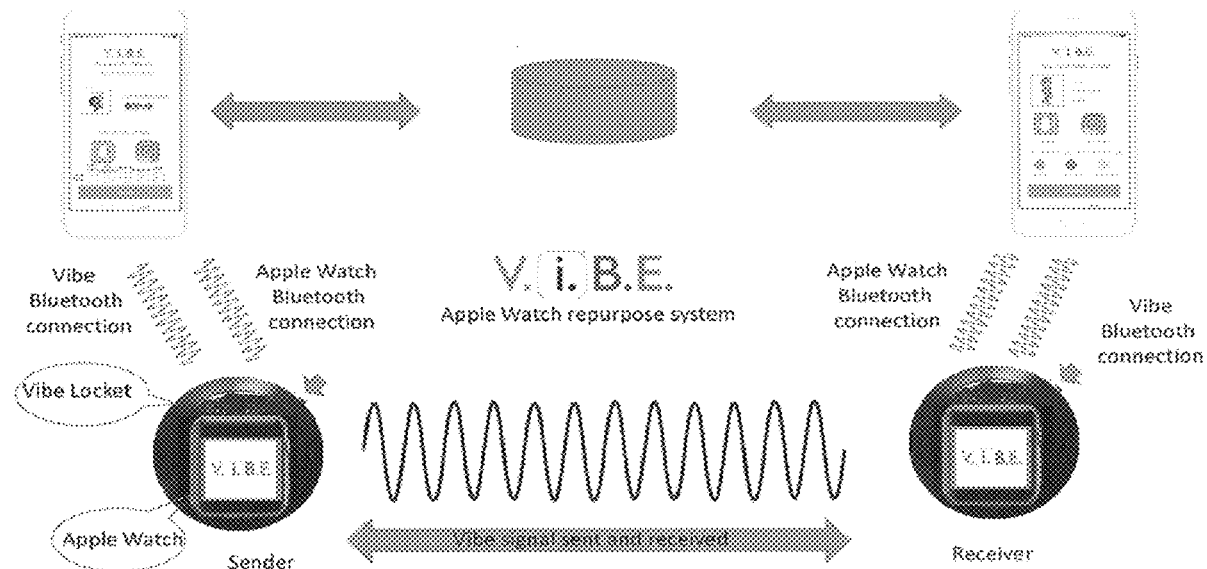 V.I.B.E.
V.I.B.E.
Vibe
Bluetooth
connection
Apple Watch
Bluetooth
connection
V.(i.)B.E.
Apple Watch repurpose system
Apple Watch
Bluetooth
connection
Vibe
Bluetooth
connection
Vibe Locket
V.I.B.E.
V.I.B.E.
Apple Watch
Sender
Vibe signal sent and received
Receiver